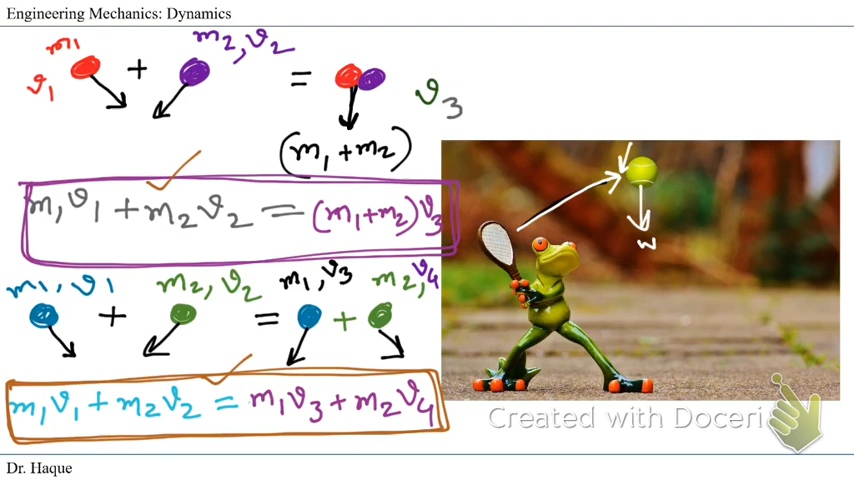 Engineering Mechanics: Dynamics
m1
m2, v2
v1
+
=
v3
(m1+m2)
m1v1 + m2v2 = (m1+m2)v3
w
m1, v1 m2, v2 m1, v3 m2, v4
+ = +
m1v1 + m2v2 = m1v3 + m2v4
Created with Doceri
Dr. Haque